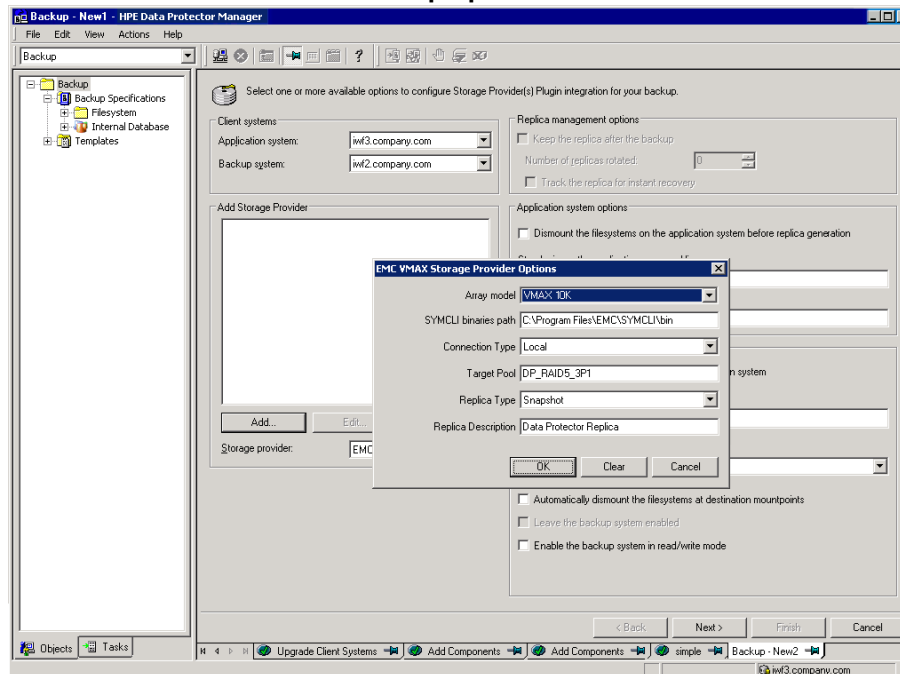 Backup - New1 - HPE Data Protector Manager
File Edit View Actions Help
Backup
Backup
Backup Specifications
Filesystem
Internal Database
Templates
Select one or more available options to configure Storage Provider(s) Plugin integration for your backup.
Client systems
Application system: iwf3.company.com
Backup system: iwf2.company.com
Replica management options
Keep the replica after the backup
Number of replicas rotated: 0
Track the replica for instant recovery
Add Storage Provider
Application system options
Dismount the filesystems on the application system before replica generation
EMC VMAX Storage Provider Options
Array model VMAX 10K
SYMCLI binaries path C:\Program Files\EMC\SYMCLI\bin
Connection Type Local
Target Pool DP_RAID5_3P1
n system
Replica Type Snapshot
Replica Description Data Protector Replica
OK Clear Cancel
Add... Edit...
Storage provider: EMC
Automatically dismount the filesystems at destination mountpoints
Leave the backup system enabled
Enable the backup system in read/write mode
< Back Next > Finish Cancel
Objects Tasks
Upgrade Client Systems Add Components Add Components simple Backup - New2
iwf3.company.com